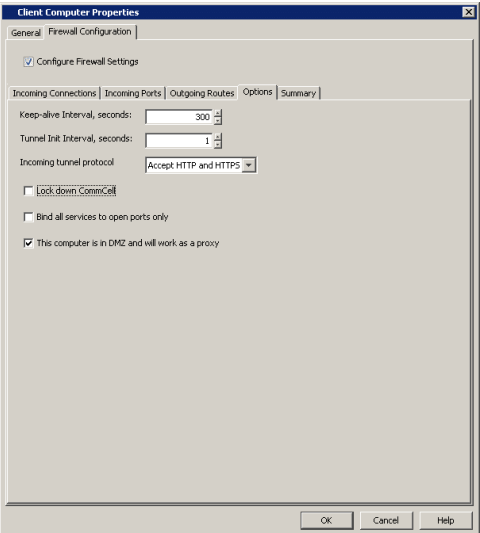 Client Computer Properties
General Firewall Configuration
Configure Firewall Settings
Incoming Connections Incoming Ports Outgoing Routes Options Summary
Keep-alive Interval, seconds: 300
Tunnel Init Interval, seconds: 1
Incoming tunnel protocol Accept HTTP and HTTPS
Lock down CommCell
Bind all services to open ports only
This computer is in DMZ and will work as a proxy
OK Cancel Help